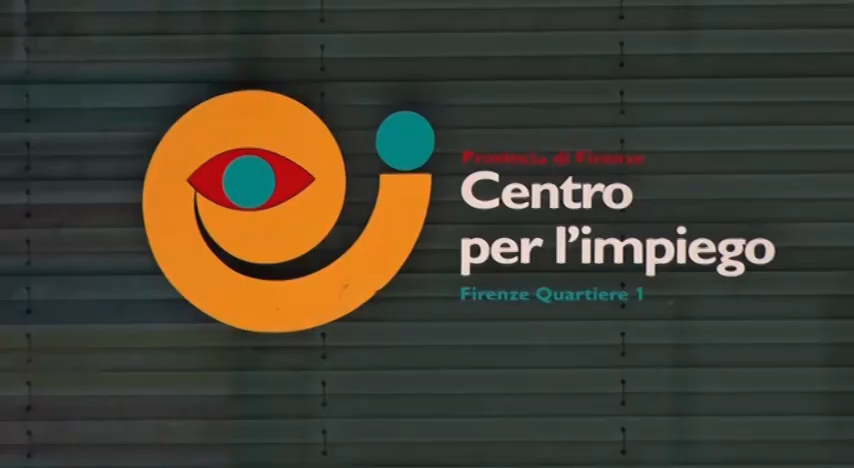 Provincia di Firenze
Centro
per l'impiego
Firenze Quartiere 1